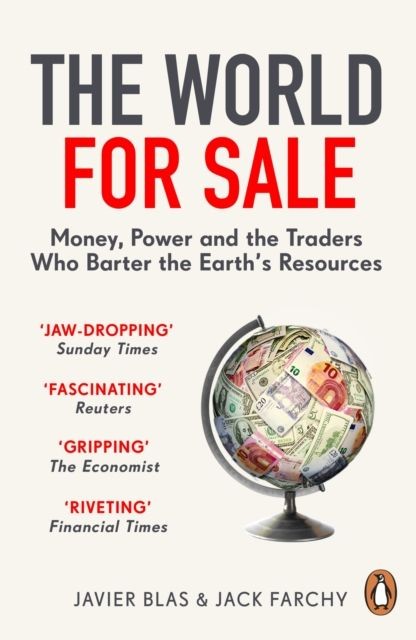 THE WORLD
FOR SALE
Money, Power and the Traders
Who Barter the Earth's Resources
'JAW-DROPPING'
Sunday Times
'FASCINATING'
Reuters
'GRIPPING'
The Economist
'RIVETING'
Financial Times
JAVIER BLAS & JACK FARCHY